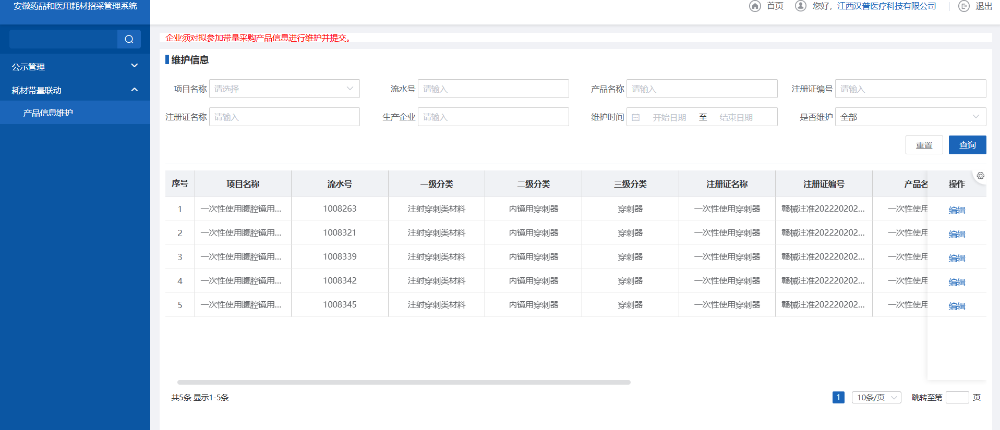 安徽药品和医用耗材招采管理系统
首页 您好，江西汉普医疗科技有限公司 退出
公示管理
耗材带量联动
产品信息维护
企业须对拟参加带量采购产品信息进行维护并提交。
维护信息
项目名称 请选择 流水号 请输入 产品名称 请输入 注册证编号 请输入
注册证名称 请输入 生产企业 请输入 维护时间 开始日期 至 结束日期 是否维护 全部
重置 查询
序号 项目名称 流水号 一级分类 二级分类 三级分类 注册证名称 注册证编号 产品名 操作
1 一次性使用腹腔镜用... 1008263 注射穿刺类材料 内镜用穿刺器 穿刺器 一次性使用穿刺器 赣械注准202220202... 一次性使用 编辑
2 一次性使用腹腔镜用... 1008321 注射穿刺类材料 内镜用穿刺器 穿刺器 一次性使用穿刺器 赣械注准202220202... 一次性使用 编辑
3 一次性使用腹腔镜用... 1008339 注射穿刺类材料 内镜用穿刺器 穿刺器 一次性使用穿刺器 赣械注准202220202... 一次性使用 编辑
4 一次性使用腹腔镜用... 1008342 注射穿刺类材料 内镜用穿刺器 穿刺器 一次性使用穿刺器 赣械注准202220202... 一次性使用 编辑
5 一次性使用腹腔镜用... 1008345 注射穿刺类材料 内镜用穿刺器 穿刺器 一次性使用穿刺器 赣械注准202220202... 一次性使用 编辑
共5条 显示1-5条 1 10条/页 跳转至第 页